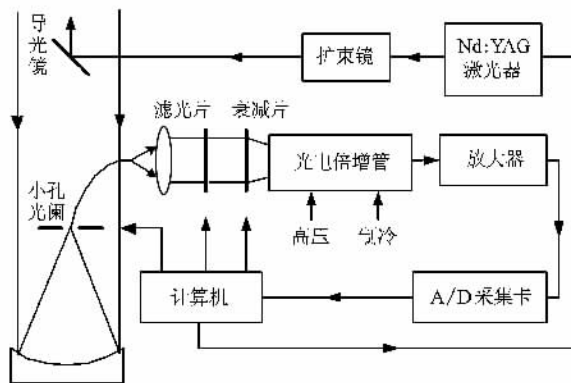 导光镜
扩束镜
Nd:YAG
激光器
滤光片
衰减片
光电倍增管
放大器
小孔
光阑
高压
制冷
计算机
A/D采集卡